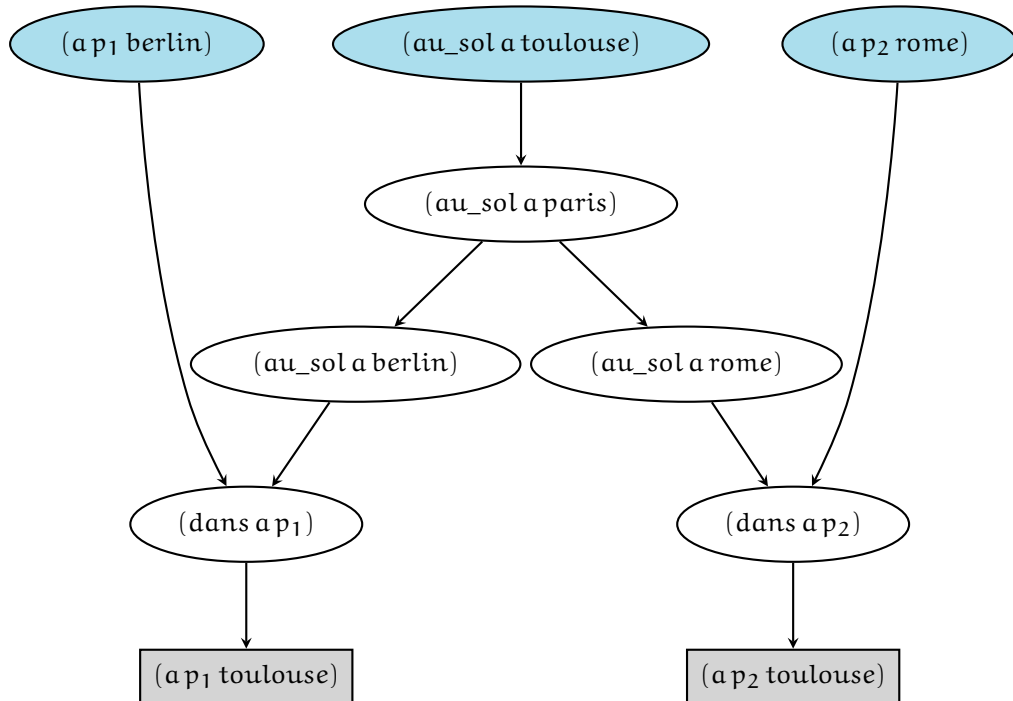 (a p₁ berlin)
(au_sol a toulouse)
(a p₂ rome)
(au_sol a paris)
(au_sol a berlin)
(au_sol a rome)
(dans a p₁)
(dans a p₂)
(a p₁ toulouse)
(a p₂ toulouse)